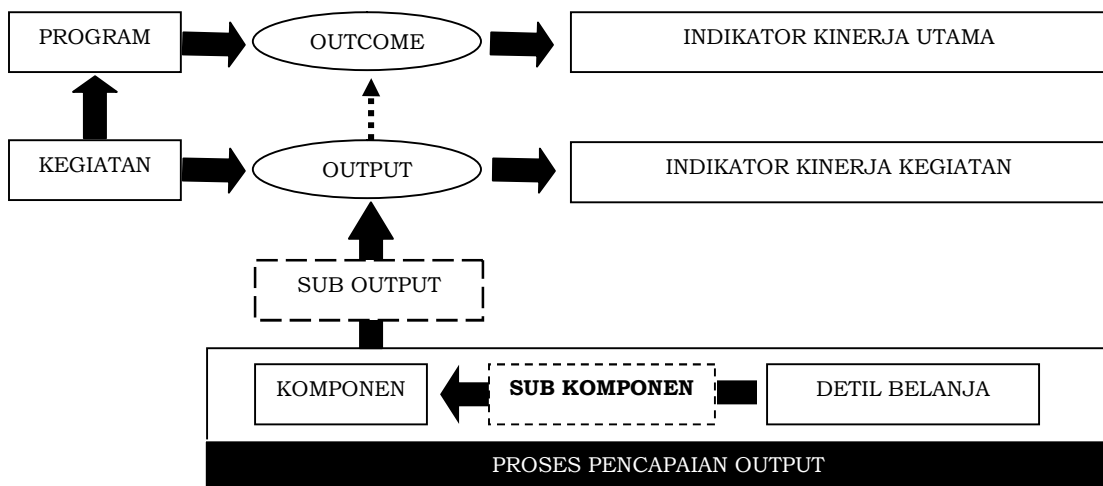 PROGRAM
OUTCOME
INDIKATOR KINERJA UTAMA
KEGIATAN
OUTPUT
INDIKATOR KINERJA KEGIATAN
SUB OUTPUT
KOMPONEN
SUB KOMPONEN
DETIL BELANJA
PROSES PENCAPAIAN OUTPUT